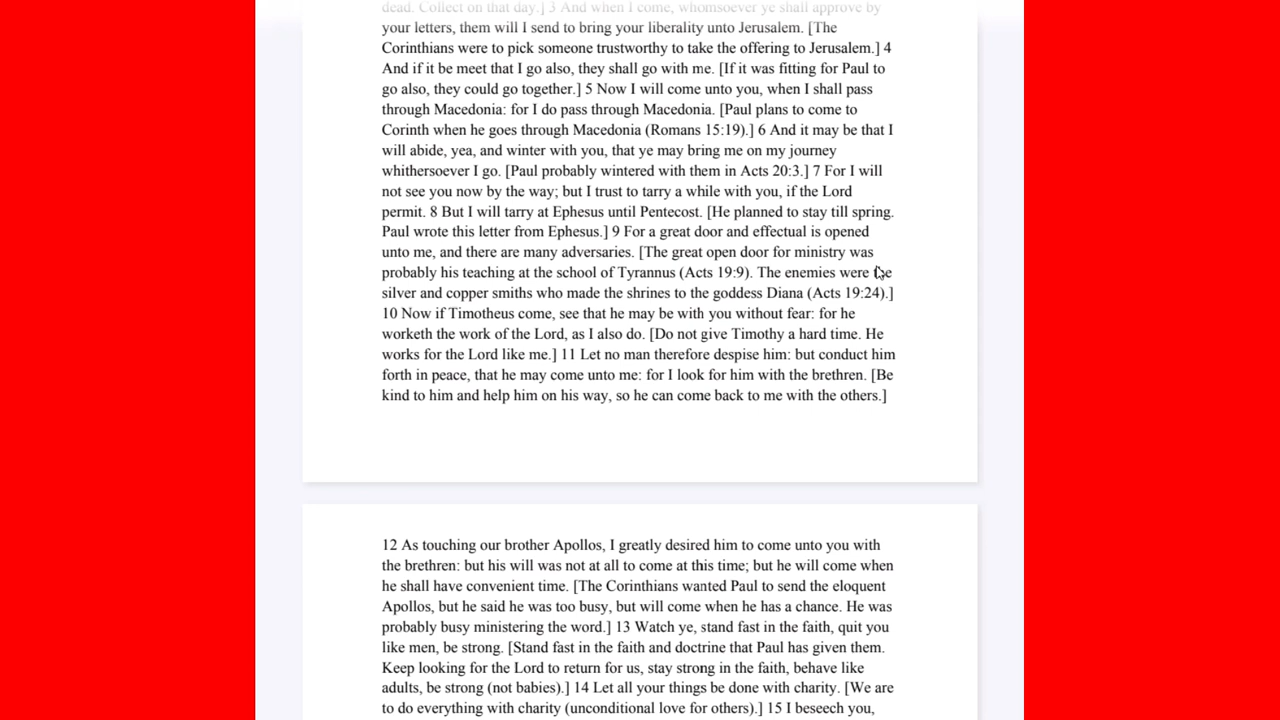 dead. Collect on that day.] 3 And when I come, whomsoever ye shall approve by
your letters, them will I send to bring your liberality unto Jerusalem. [The
Corinthians were to pick someone trustworthy to take the offering to Jerusalem.] 4
And if it be meet that I go also, they shall go with me. [If it was fitting for Paul to
go also, they could go together.] 5 Now I will come unto you, when I shall pass
through Macedonia: for I do pass through Macedonia. [Paul plans to come to
Corinth when he goes through Macedonia (Romans 15:19).] 6 And it may be that I
will abide, yea, and winter with you, that ye may bring me on my journey
whithersoever I go. [Paul probably wintered with them in Acts 20:3.] 7 For I will
not see you now by the way; but I trust to tarry a while with you, if the Lord
permit. 8 But I will tarry at Ephesus until Pentecost. [He planned to stay till spring.
Paul wrote this letter from Ephesus.] 9 For a great door and effectual is opened
unto me, and there are many adversaries. [The great open door for ministry was
probably his teaching at the school of Tyrannus (Acts 19:9). The enemies were the
silver and copper smiths who made the shrines to the goddess Diana (Acts 19:24).]
10 Now if Timotheus come, see that he may be with you without fear: for he
worketh the work of the Lord, as I also do. [Do not give Timothy a hard time. He
works for the Lord like me.] 11 Let no man therefore despise him: but conduct him
forth in peace, that he may come unto me: for I look for him with the brethren. [Be
kind to him and help him on his way, so he can come back to me with the others.]
12 As touching our brother Apollos, I greatly desired him to come unto you with
the brethren: but his will was not at all to come at this time; but he will come when
he shall have convenient time. [The Corinthians wanted Paul to send the eloquent
Apollos, but he said he was too busy, but will come when he has a chance. He was
probably busy ministering the word.] 13 Watch ye, stand fast in the faith, quit you
like men, be strong. [Stand fast in the faith and doctrine that Paul has given them.
Keep looking for the Lord to return for us, stay strong in the faith, behave like
adults, be strong (not babies).] 14 Let all your things be done with charity. [We are
to do everything with charity (unconditional love for others).] 15 I beseech you,